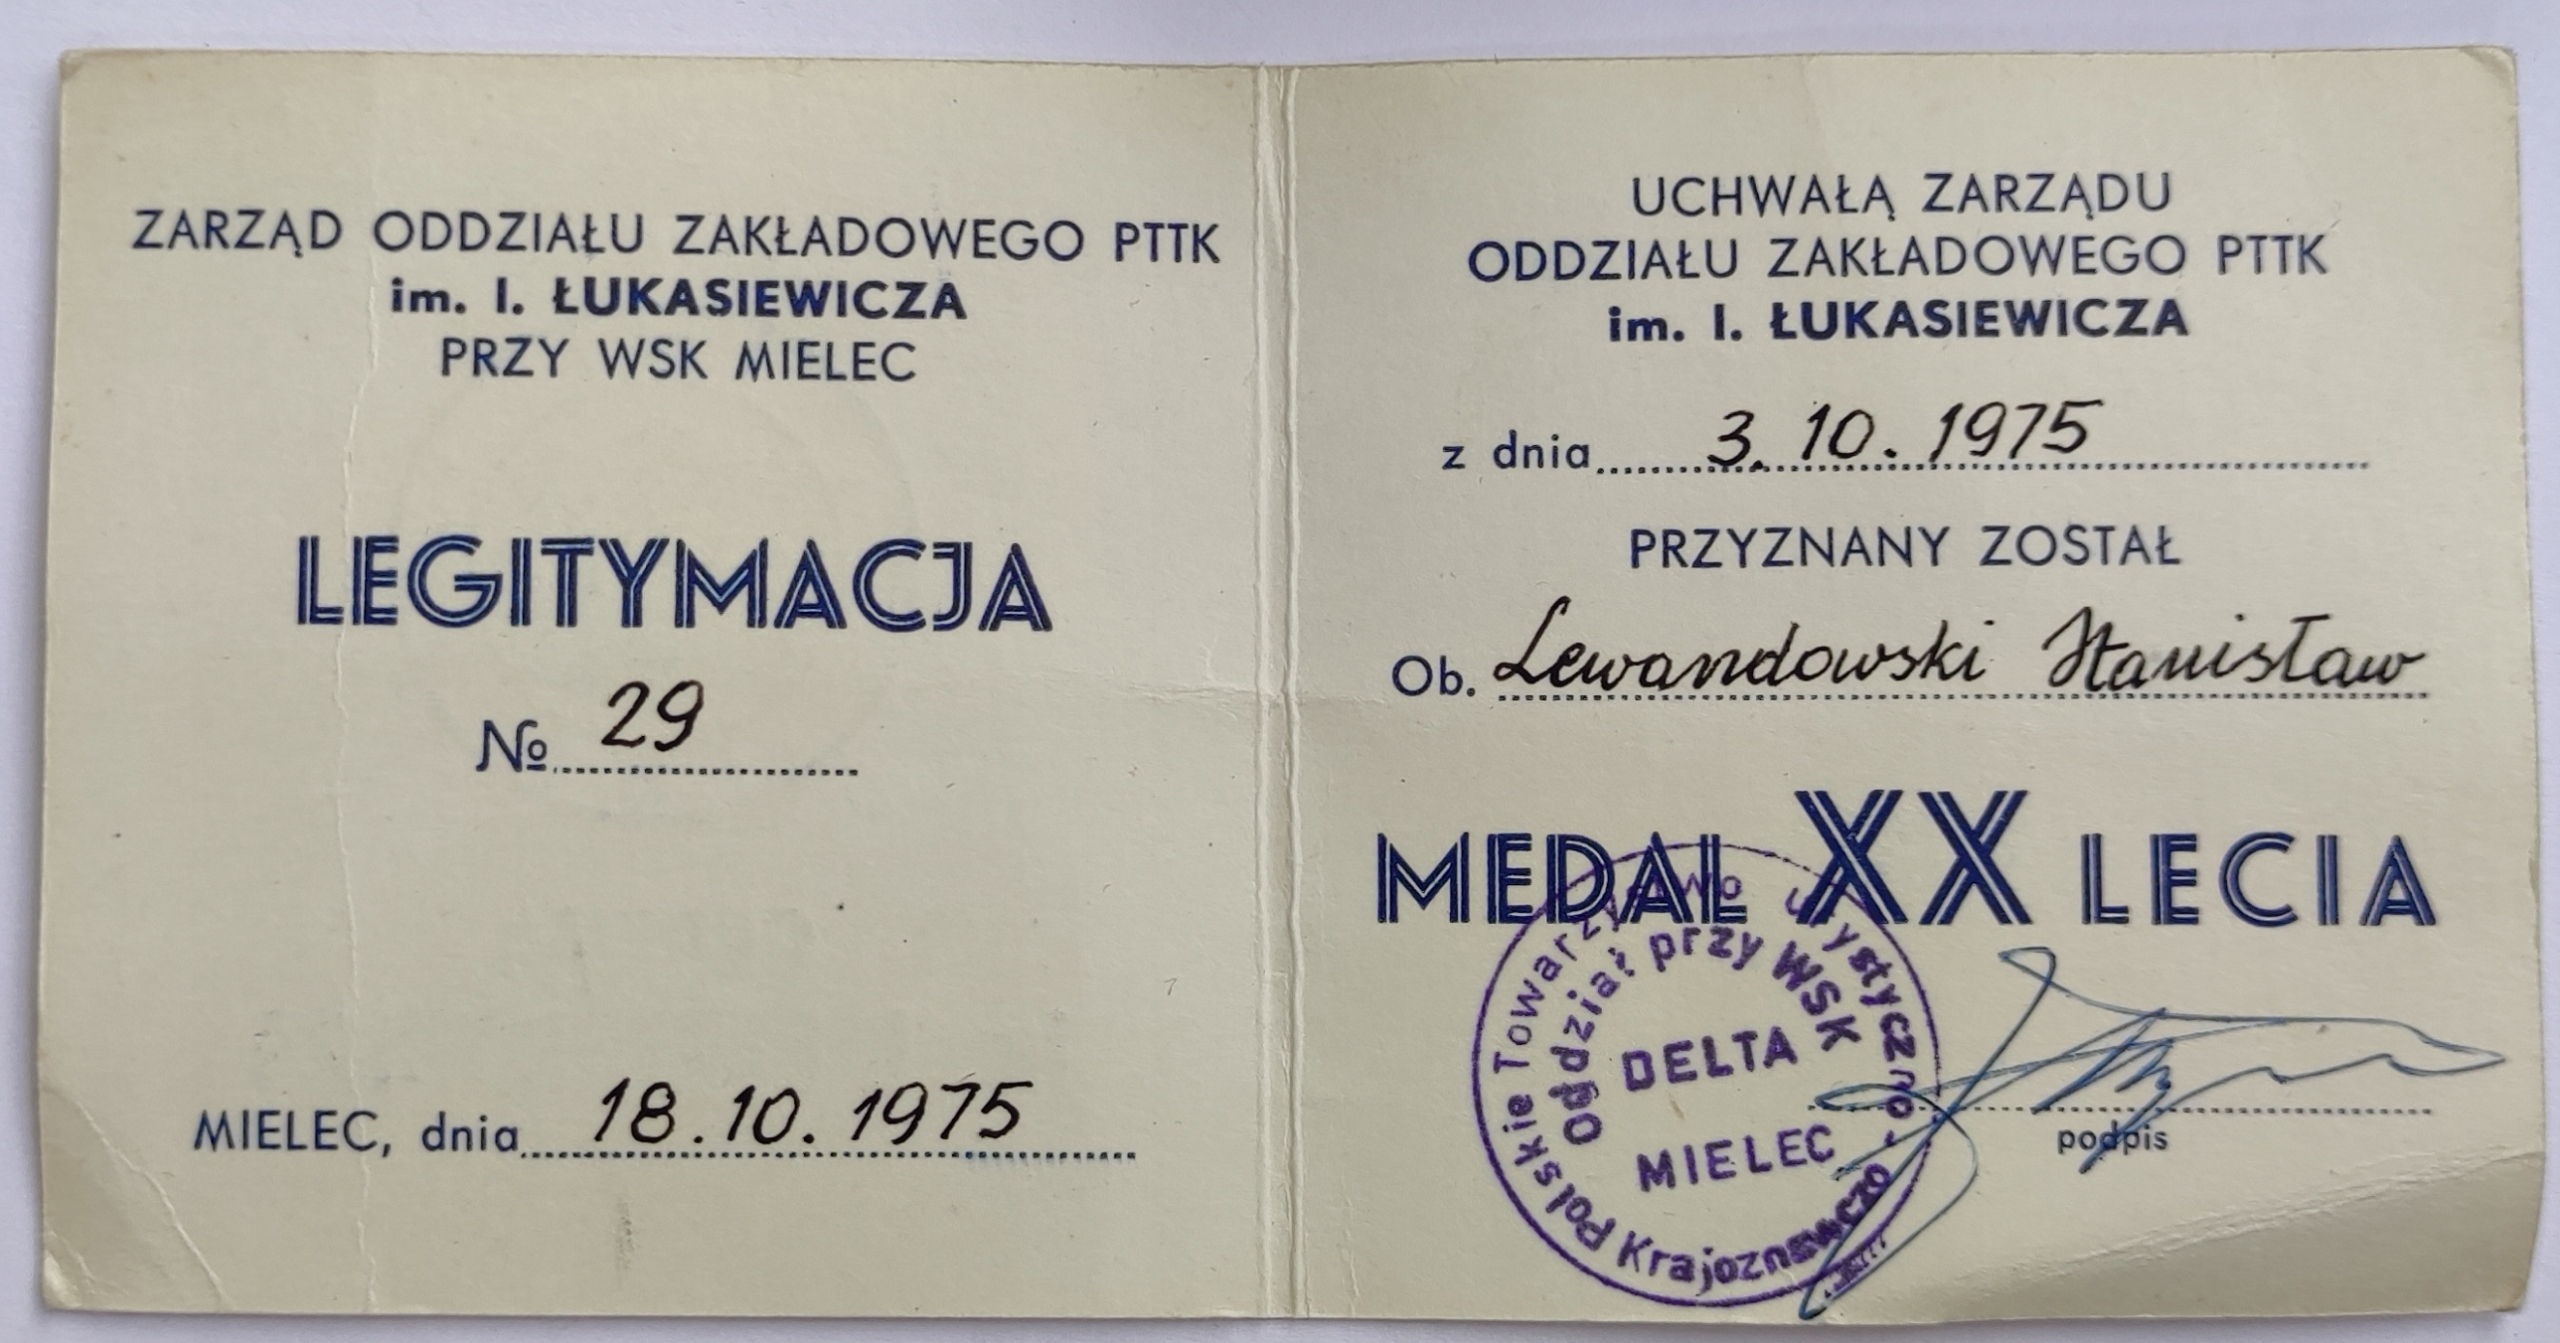 ZARZĄD ODDZIAŁU ZAKŁADOWEGO PTTK
im. I. ŁUKASIEWICZA
PRZY WSK MIELEC
LEGITYMACJA
№ 29
MIELEC, dnia 18.10.1975
UCHWAŁĄ ZARZĄDU
ODDZIAŁU ZAKŁADOWEGO PTTK
im. I. ŁUKASIEWICZA
z dnia 3.10.1975
PRZYZNANY ZOSTAŁ
Ob. Lewandowski Stanisław
MEDAL XX LECIA
Polskie Towarzystwo Turystyczno-Krajoznawcze
Oddział przy WSK
DELTA
MIELEC
podpis